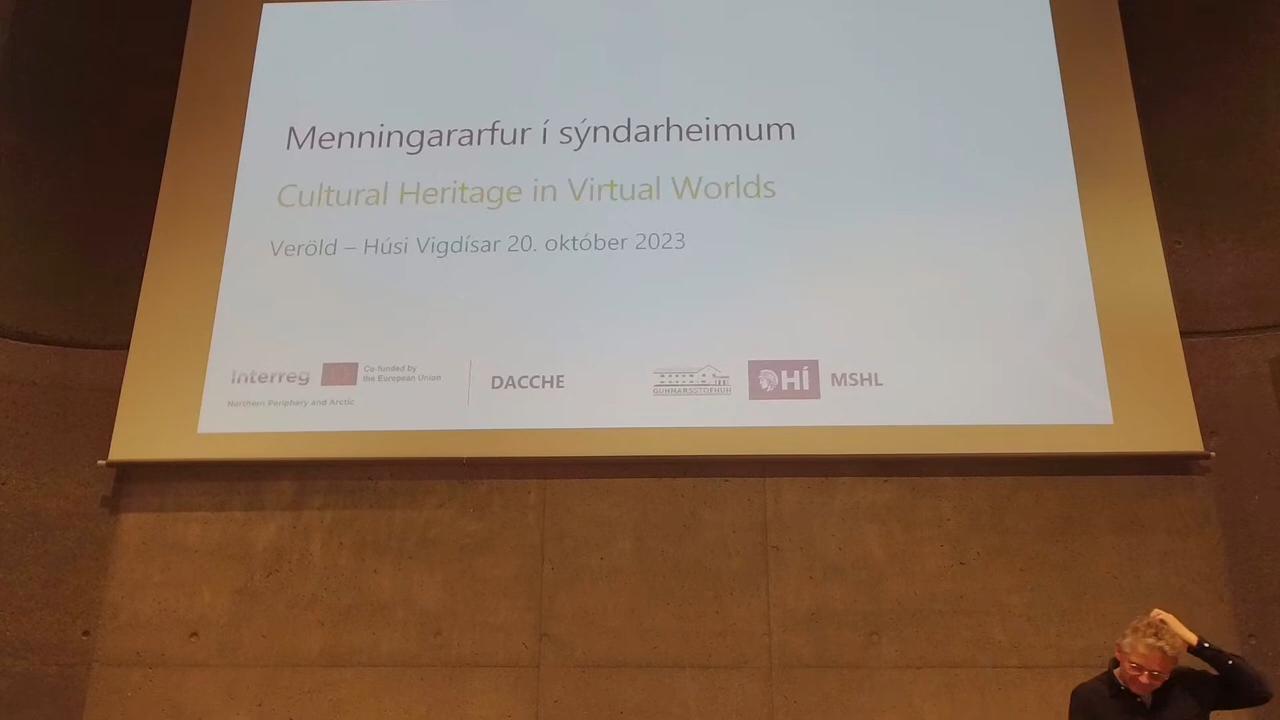 Menningararfur í sýndarheimum
Cultural Heritage in Virtual Worlds
Veröld – Húsi Vigdísar 20. október 2023
Interreg
Co-funded by
the European Union
Northern Periphery and Arctic
DACCHE
GUNNARSSTOFNUN
HÍ
MSHL